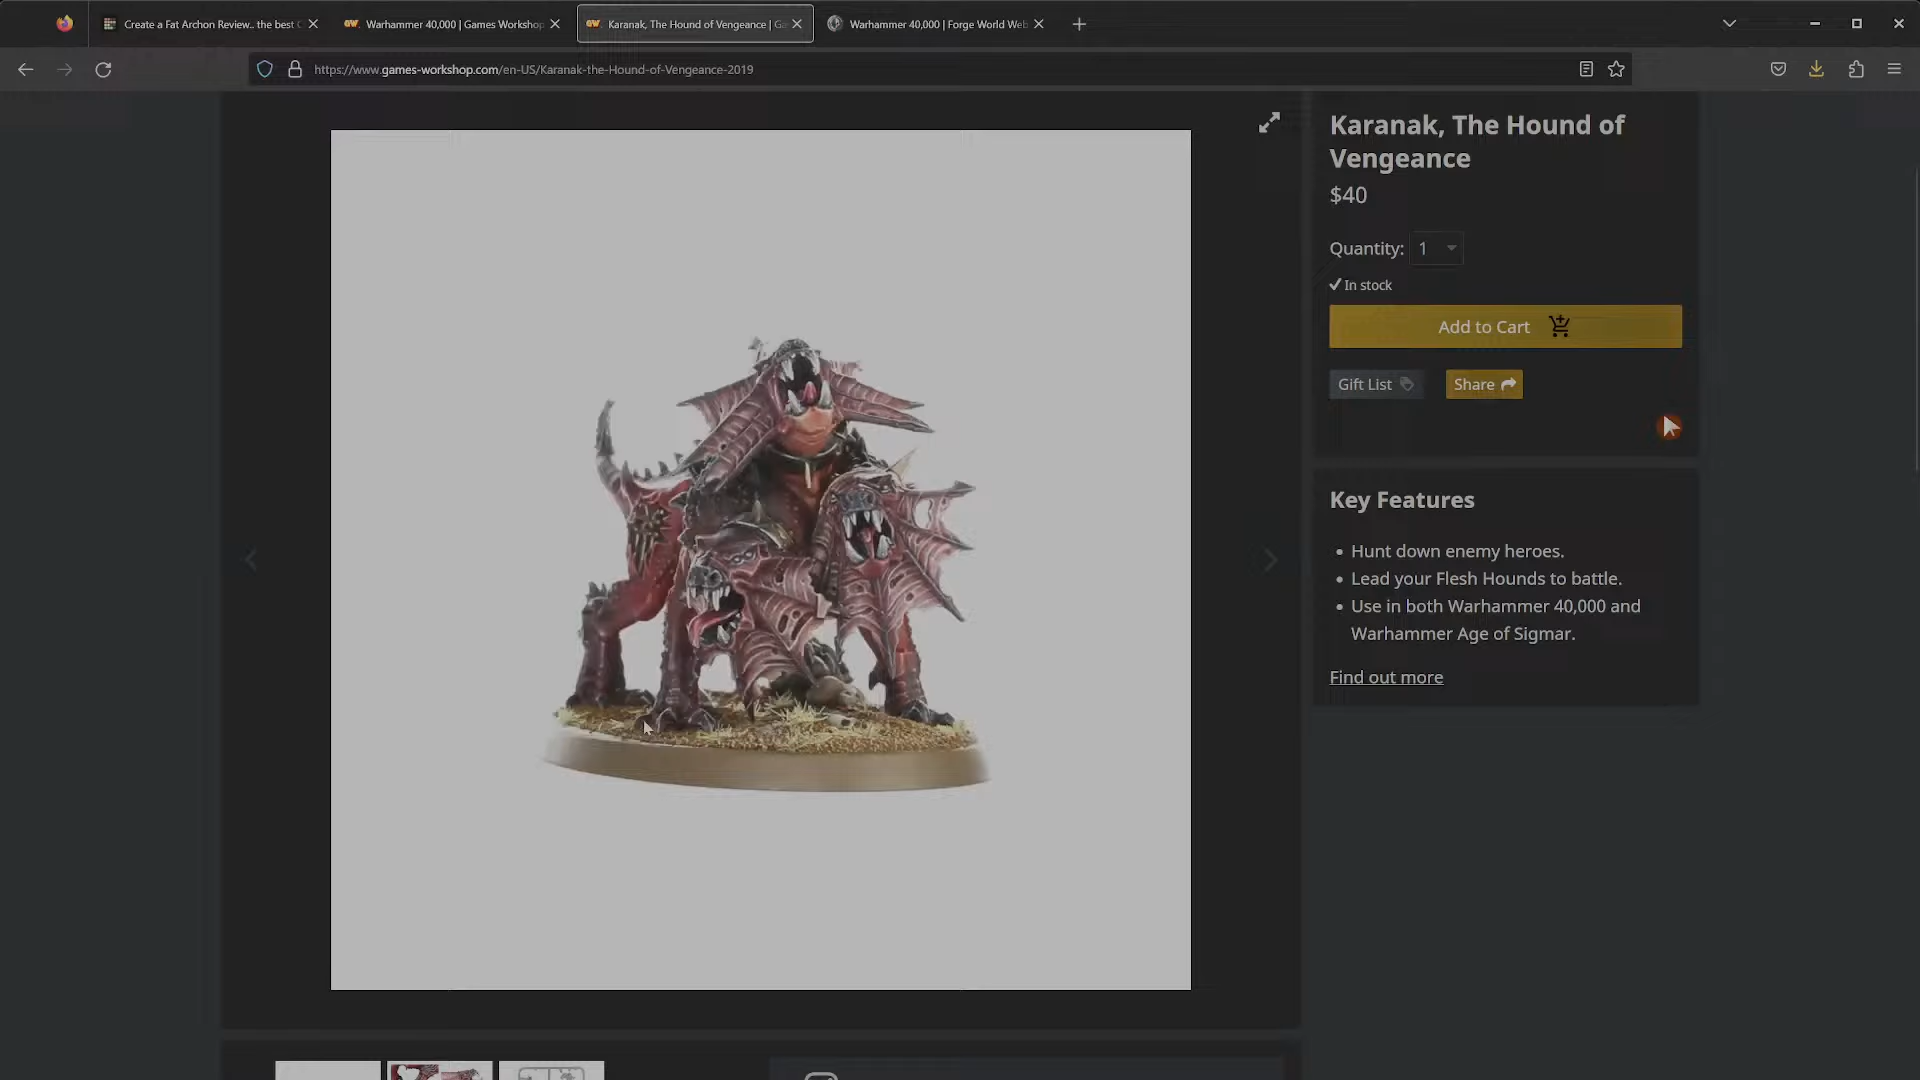 Create a Fat Archon Review.. the best
Warhammer 40,000 | Games Workshop
Karanak, The Hound of Vengeance |
Warhammer 40,000 | Forge World Web
https://www.games-workshop.com/en-US/Karanak-the-Hound-of-Vengeance-2019
Karanak, The Hound of
Vengeance
$40
Quantity: 1
In stock
Add to Cart
Gift List
Share
Key Features
Hunt down enemy heroes.
Lead your Flesh Hounds to battle.
Use in both Warhammer 40,000 and
Warhammer Age of Sigmar.
Find out more